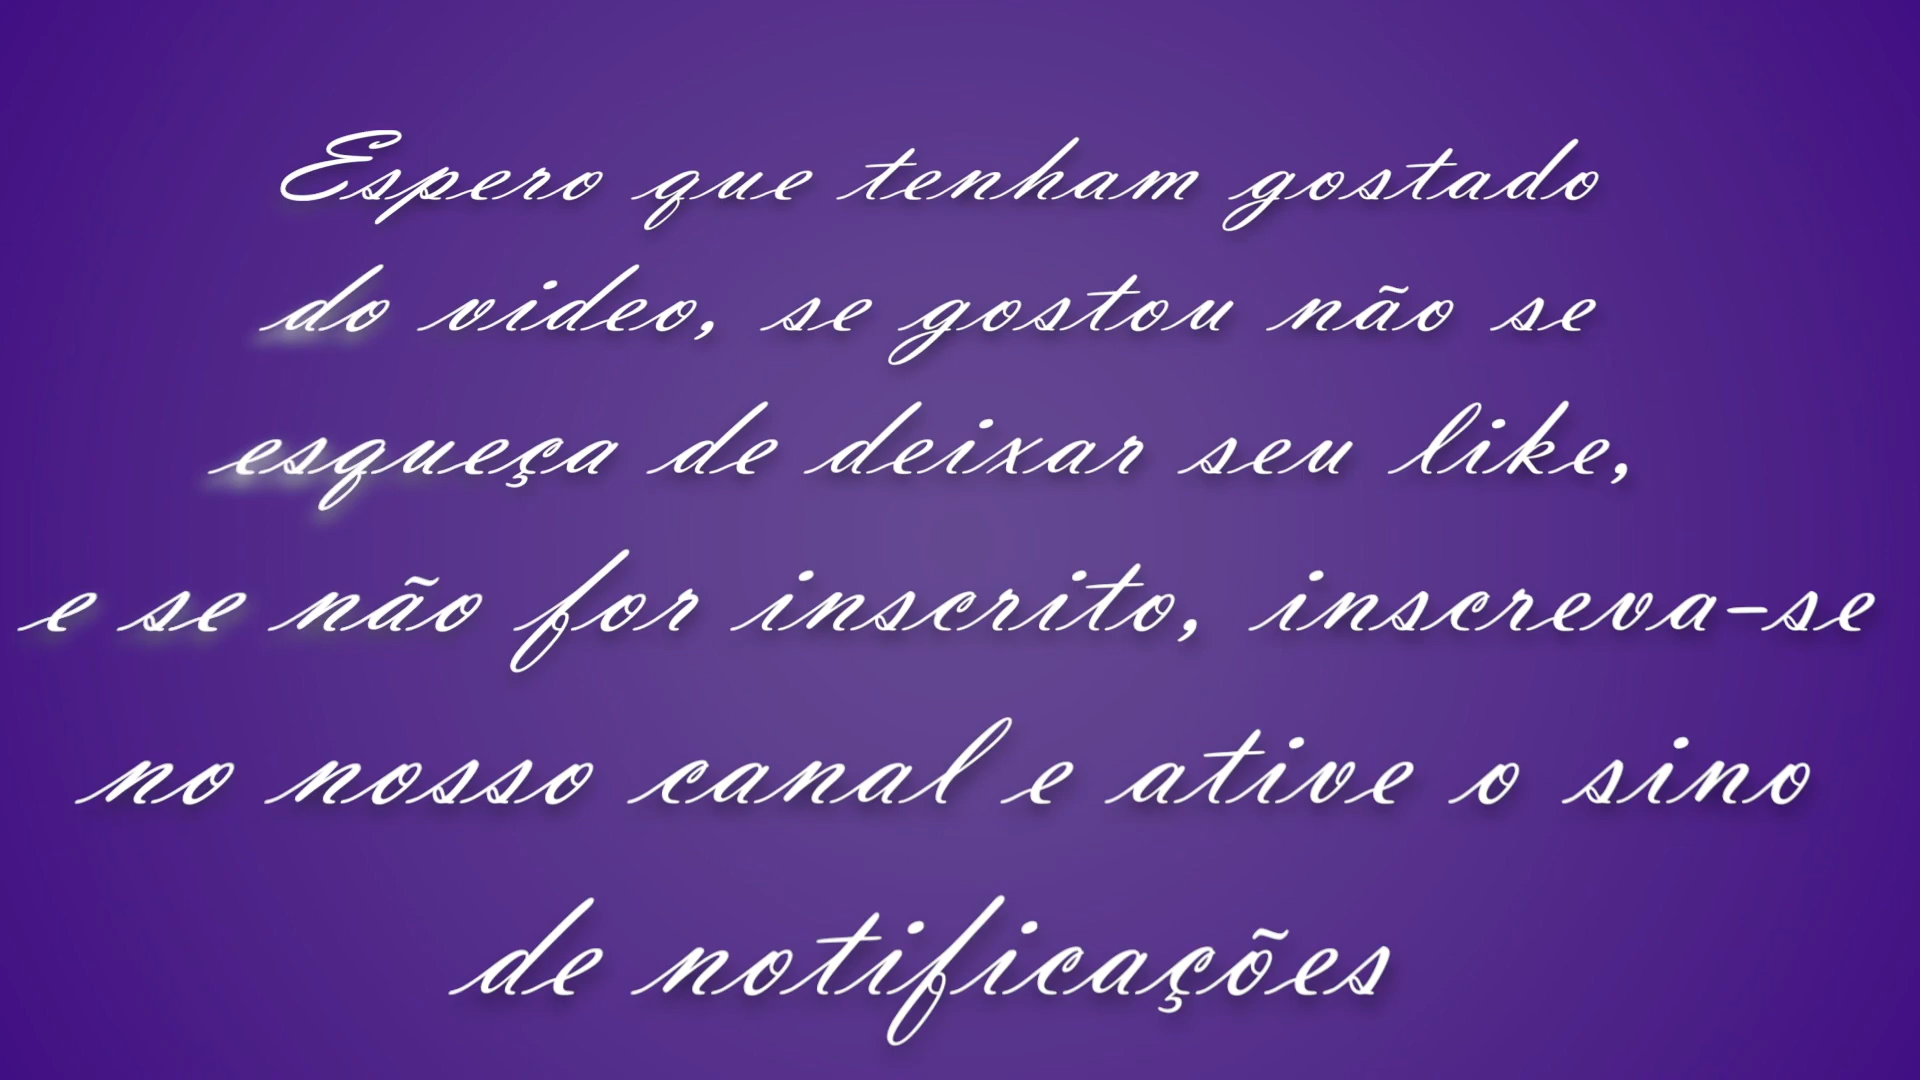 Espero que tenham gostado
do video, se gostou não se
esqueça de deixar seu like,
e se não for inscrito, inscreva-se
no nosso canal e ative o sino
de notificações